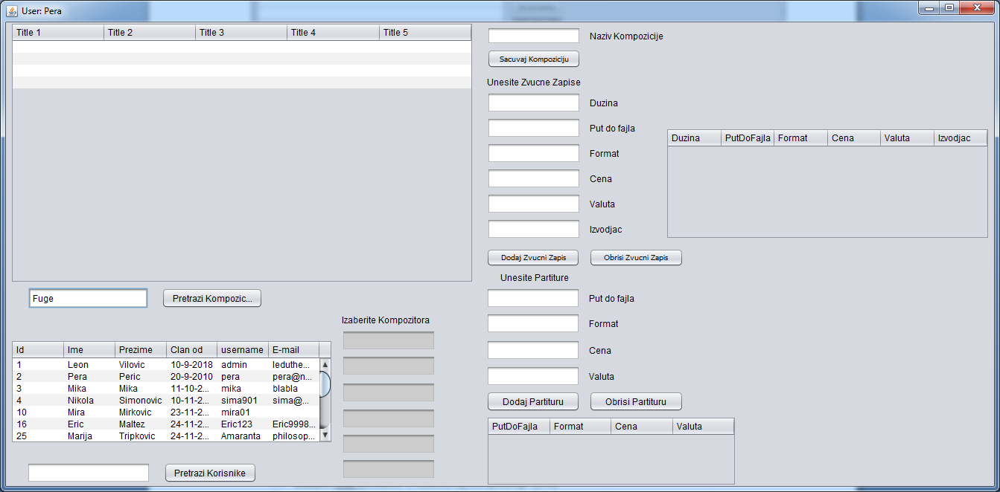 User: Pera
Title 1 Title 2 Title 3 Title 4 Title 5
Naziv Kompozicije
Sacuvaj Kompoziciju
Unesite Zvucne Zapise
Duzina
Put do fajla
Format
Cena
Valuta
Izvodjac
Duzina PutDoFajla Format Cena Valuta Izvodjac
Dodaj Zvucni Zapis Obrisi Zvucni Zapis
Unesite Partiture
Put do fajla
Format
Cena
Valuta
Dodaj Partituru Obrisi Partituru
PutDoFajla Format Cena Valuta
Fuge Pretrazi Kompozic...
Izaberite Kompozitora
Id Ime Prezime Clan od username E-mail
1 Leon Vilovic 10-9-2018 admin leduthe...
2 Pera Peric 20-9-2010 pera pera@n...
3 Mika Mika 11-10-2... mika blabla
4 Nikola Simonovic 10-11-2... sima901 sima@...
10 Mira Mirkovic 23-11-2... mira01
16 Eric Maltez 24-11-2... Eric123 Eric9998...
25 Marija Tripkovic 24-11-2... Amaranta philosop...
Pretrazi Korisnike